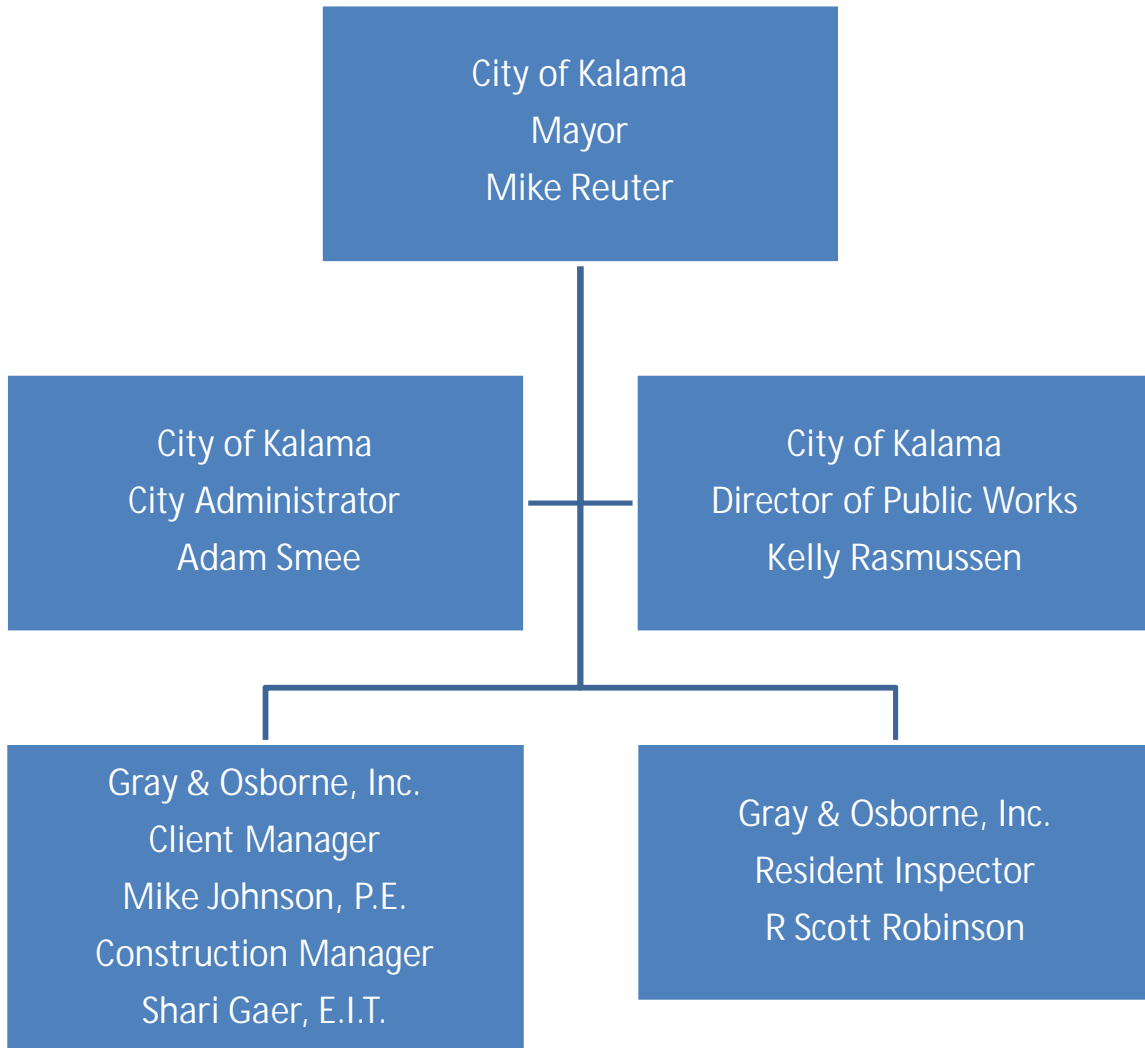 City of Kalama
Mayor
Mike Reuter
City of Kalama
City Administrator
Adam Smee
City of Kalama
Director of Public Works
Kelly Rasmussen
Gray & Osborne, Inc.
Client Manager
Mike Johnson, P.E.
Construction Manager
Shari Gaer, E.I.T.
Gray & Osborne, Inc.
Resident Inspector
R Scott Robinson